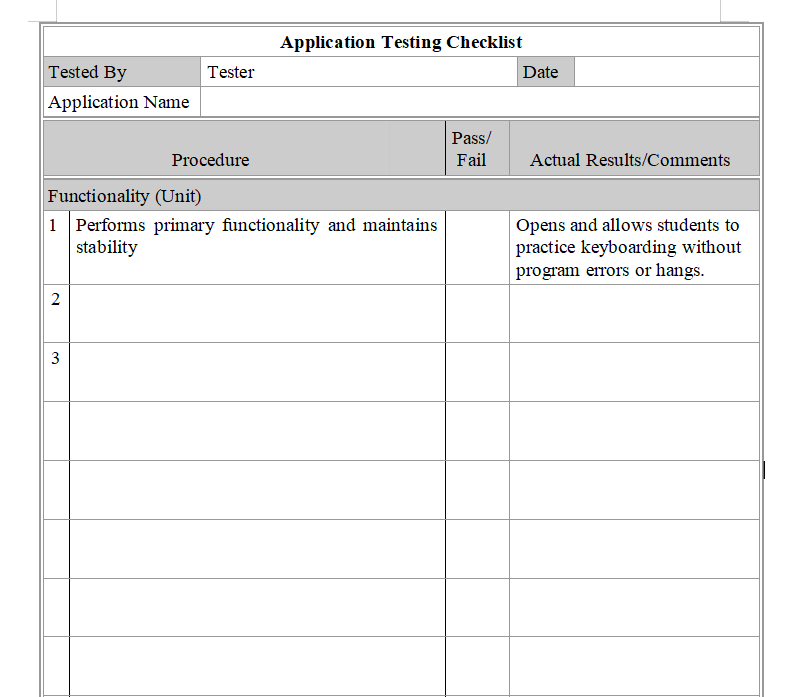 Application Testing Checklist
Tested By Tester Date
Application Name
Pass/
Procedure Fail Actual Results/Comments
Functionality (Unit)
1 Performs primary functionality and maintains Opens and allows students to
stability practice keyboarding without
program errors or hangs.
2
3